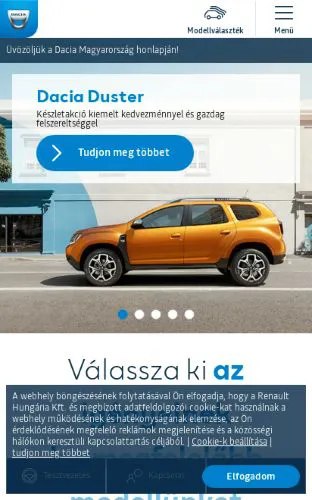 DACIA
Modellválaszték
Menü
Üvözöljük a Dacia Magyarország honlapján!
Dacia Duster
Készletakció kiemelt kedvezménnyel és gazdag
felszereltséggel
Tudjon meg többet
Válassza ki az
A webhely böngészésének folytatásával Ön elfogadja, hogy a Renault
Hungária Kft. és megbízott adatfeldolgozói cookie-kat használnak a
webhely működésének és hatékonyságának elemzése, az Ön
érdeklődésének megfelelő reklámok megjelenítése és a közösségi
hálókon keresztüli kapcsolattartás céljából. | Cookie-k beállítása |
tudjon meg többet
Tesztvezetés
Kapcsolat
Elfogadom
modellünket